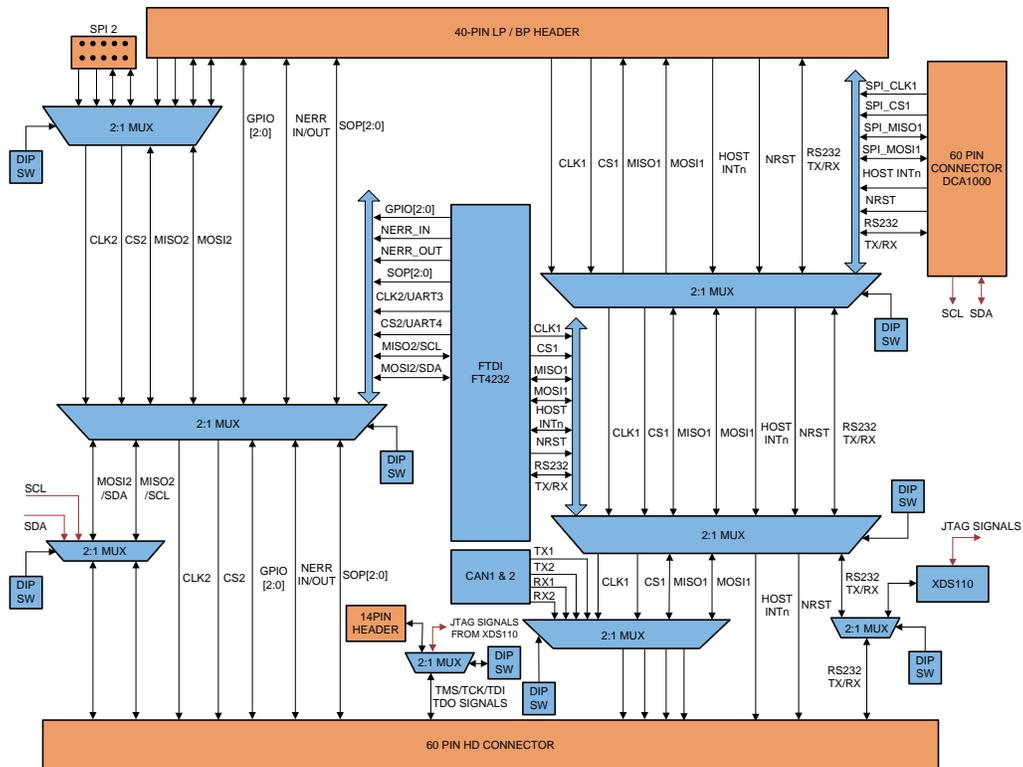 SPI 2
40-PIN LP / BP HEADER
2:1 MUX
DIP
SW
GPIO
[2:0]
NERR
IN/OUT
SOP[2:0]
CLK1
CS1
MISO1
MOSI1
HOST
INTn
NRST
RS232
TX/RX
SPI_CLK1
SPI_CS1
SPI_MISO1
SPI_MOSI1
HOST INTn
NRST
RS232
TX/RX
60 PIN
CONNECTOR
DCA1000
SCL
SDA
CLK2
CS2
MISO2
MOSI2
GPIO[2:0]
NERR_IN
NERR_OUT
SOP[2:0]
CLK2/UART3
CS2/UART4
MISO2/SCL
MOSI2/SDA
FTDI
FT4232
2:1 MUX
DIP
SW
CLK1
CS1
MISO1
MOSI1
HOST
INTn
NRST
RS232
TX/RX
CLK1
CS1
MISO1
MOSI1
HOST
INTn
NRST
RS232
TX/RX
2:1 MUX
DIP
SW
SCL
SDA
MOSI2
/SDA
MISO2
/SCL
2:1 MUX
DIP
SW
CLK2
CS2
GPIO
[2:0]
NERR
IN/OUT
SOP[2:0]
2:1 MUX
DIP
SW
JTAG SIGNALS
XDS110
CAN1 & 2
TX1
TX2
RX1
RX2
CLK1
CS1
MISO1
MOSI1
HOST
INTn
NRST
RS232
TX/RX
14PIN
HEADER
JTAG SIGNALS
FROM XDS110
2:1 MUX
DIP
SW
TMS/TCK/TDI
TDO SIGNALS
2:1 MUX
DIP
SW
2:1 MUX
DIP
SW
RS232
TX/RX
60 PIN HD CONNECTOR